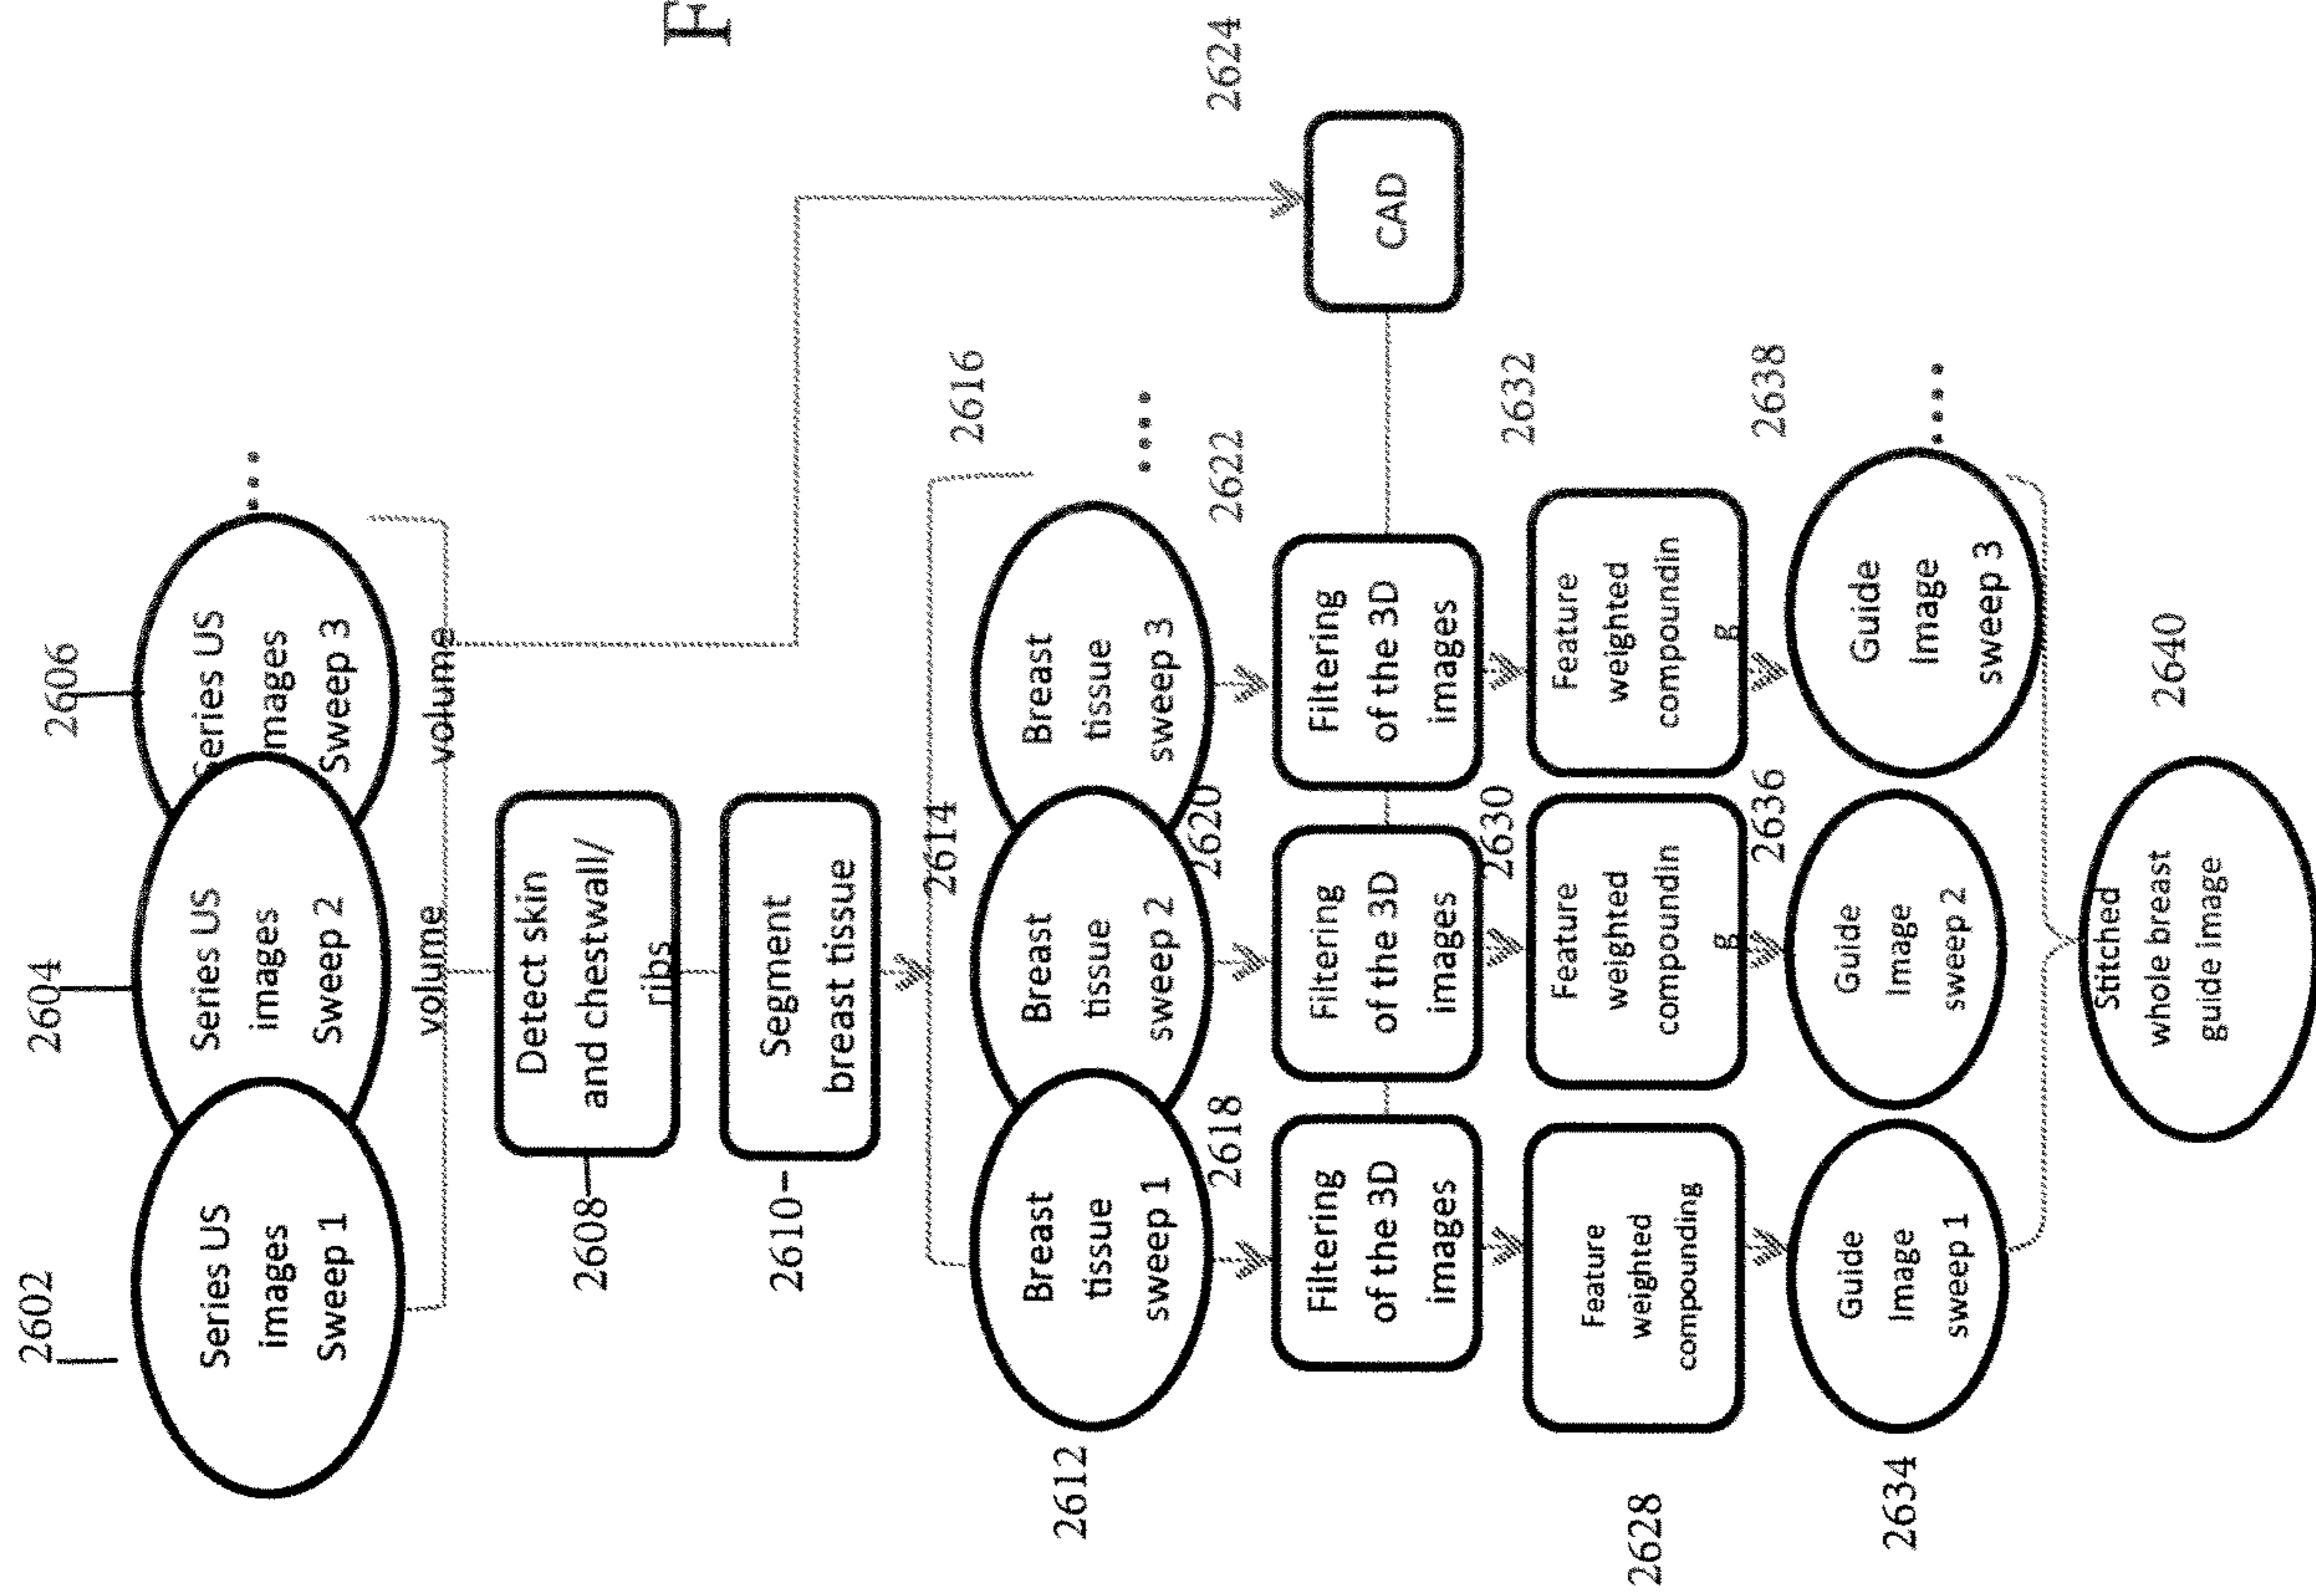 F
2602
2604
2606
Series US
images
Sweep 1
Series US
images
Sweep 2
Series US
images
Sweep 3
....
volume
volume
2608
Detect skin
and chestwall/
ribs
2610
Segment
breast tissue
2612
2614
2616
Breast
tissue
sweep 1
Breast
tissue
sweep 2
Breast
tissue
sweep 3
....
2618
2620
2622
2624
Filtering
of the 3D
images
Filtering
of the 3D
images
Filtering
of the 3D
images
CAD
2628
2630
2632
Feature
weighted
compounding
Feature
weighted
compoundin
g
Feature
weighted
compoundin
g
2634
2636
2638
Guide
Image
sweep 1
Guide
Image
sweep 2
Guide
Image
sweep 3
....
2640
Stitched
whole breast
guide image